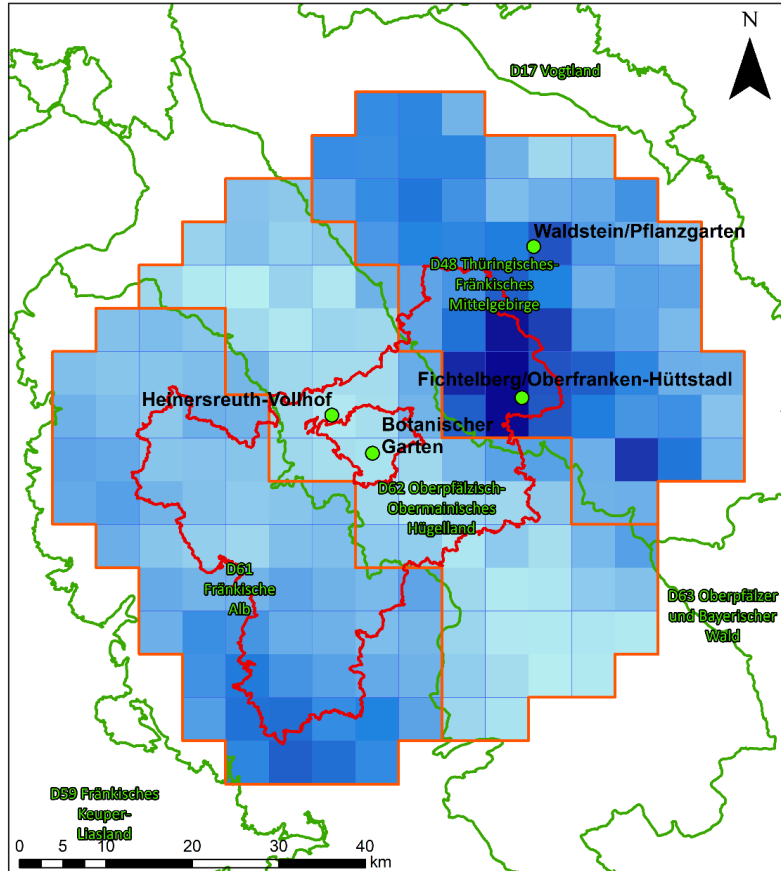 N
D17 Vogtland
Waldstein/Pflanzgarten
D48 Thüringisches-
Fränkisches
Mittelgebirge
Fichtelberg/Oberfranken-Hüttstadl
Heinersreuth-Vollhof
Botanischer
Garten
D62 Oberpfälzisch-
Obermainisches
Hügelland
D61
Fränkische
Alb
D63 Oberpfälzer
und Bayerischer
Wald
D59 Fränkisches
Keuper-
Liasland
0 5 10 20 30 40
km